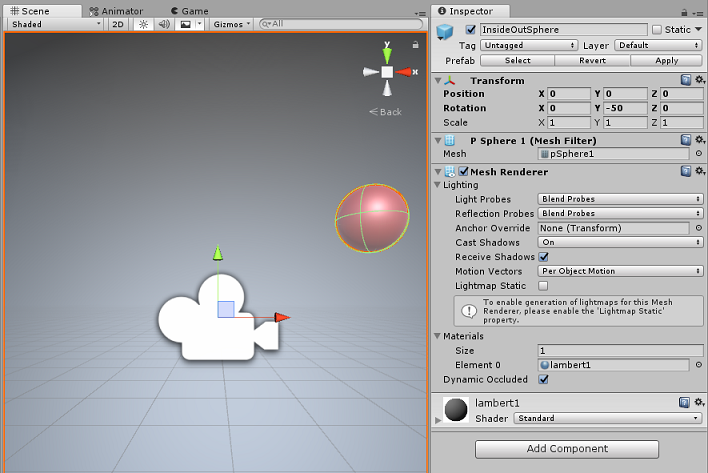 Scene Animator Game
Shaded 2D Gizmos All
y
x
Back
Inspector
InsideOutSphere Static
Tag Untagged Layer Default
Prefab Select Revert Apply
Transform
Position X 0 Y 0 Z 0
Rotation X 0 Y -50 Z 0
Scale X 1 Y 1 Z 1
P Sphere 1 (Mesh Filter)
Mesh pSphere1
Mesh Renderer
Lighting
Light Probes Blend Probes
Reflection Probes Blend Probes
Anchor Override None (Transform)
Cast Shadows On
Receive Shadows
Motion Vectors Per Object Motion
Lightmap Static
To enable generation of lightmaps for this Mesh
Renderer, please enable the 'Lightmap Static'
property.
Materials
Size 1
Element 0 lambert1
Dynamic Occluded
lambert1
Shader Standard
Add Component